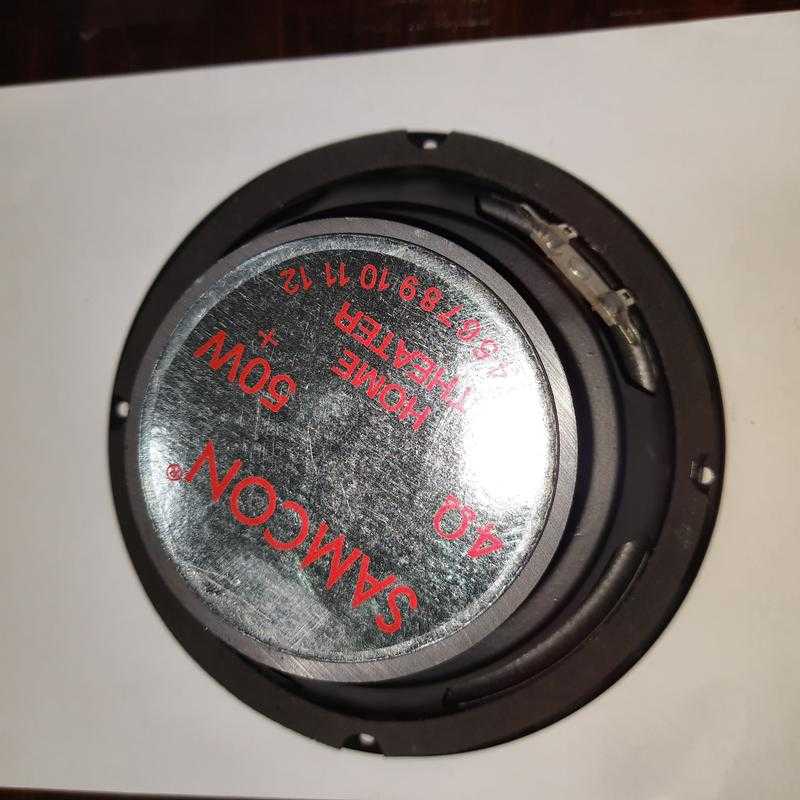 SAMCON®
4Ω 50W
+
HOME
THEATER
4 5 6 7 8 9 10 11 12